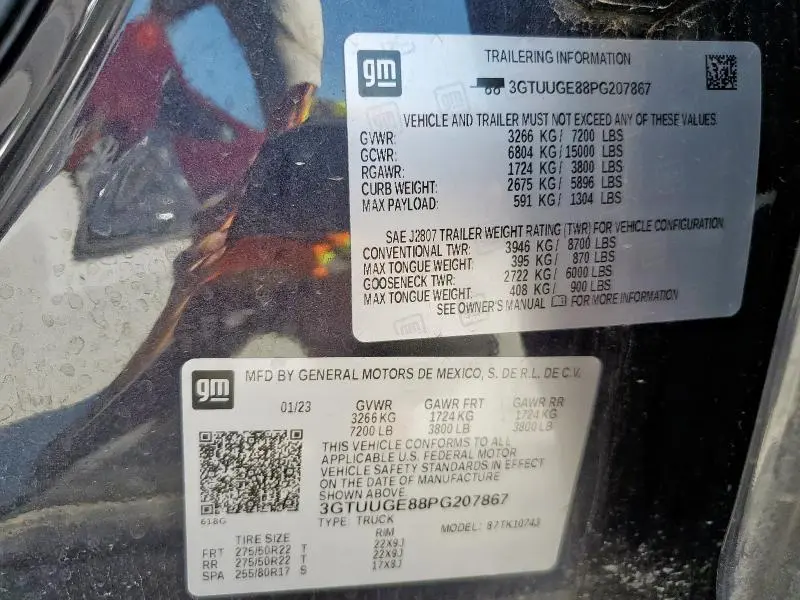 gm
TRAILERING INFORMATION
3GTUUGE88PG207867
VEHICLE AND TRAILER MUST NOT EXCEED ANY OF THESE VALUES
GVWR: 3266 KG/ 7200 LBS
GCWR: 6804 KG/ 15000 LBS
RGAWR: 1724 KG/ 3800 LBS
CURB WEIGHT: 2675 KG/ 5896 LBS
MAX PAYLOAD: 591 KG/ 1304 LBS
SAE J2807 TRAILER WEIGHT RATING (TWR) FOR VEHICLE CONFIGURATION
CONVENTIONAL TWR: 3946 KG/ 8700 LBS
MAX TONGUE WEIGHT: 395 KG/ 870 LBS
GOOSENECK TWR: 2722 KG/ 6000 LBS
MAX TONGUE WEIGHT: 408 KG/ 900 LBS
SEE OWNER'S MANUAL FOR MORE INFORMATION
gm
MFD BY GENERAL MOTORS DE MEXICO, S. DE R.L. DE C.V.
01/23 GVWR GAWR FRT GAWR RR
3266 KG 1724 KG 1724 KG
7200 LB 3800 LB 3800 LB
THIS VEHICLE CONFORMS TO ALL
APPLICABLE U.S. FEDERAL MOTOR
VEHICLE SAFETY STANDARDS IN EFFECT
ON THE DATE OF MANUFACTURE
SHOWN ABOVE.
3GTUUGE88PG207867
618G
TYPE: TRUCK MODEL: 87TK10743
TIRE SIZE RIM
FRT 275/50R22 T 22X9J
RR 275/50R22 T 22X9J
SPA 255/80R17 S 17X8J